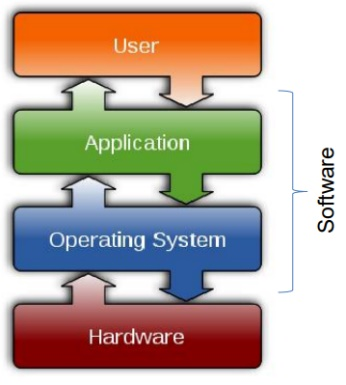 User
Application
Operating System
Hardware
Software